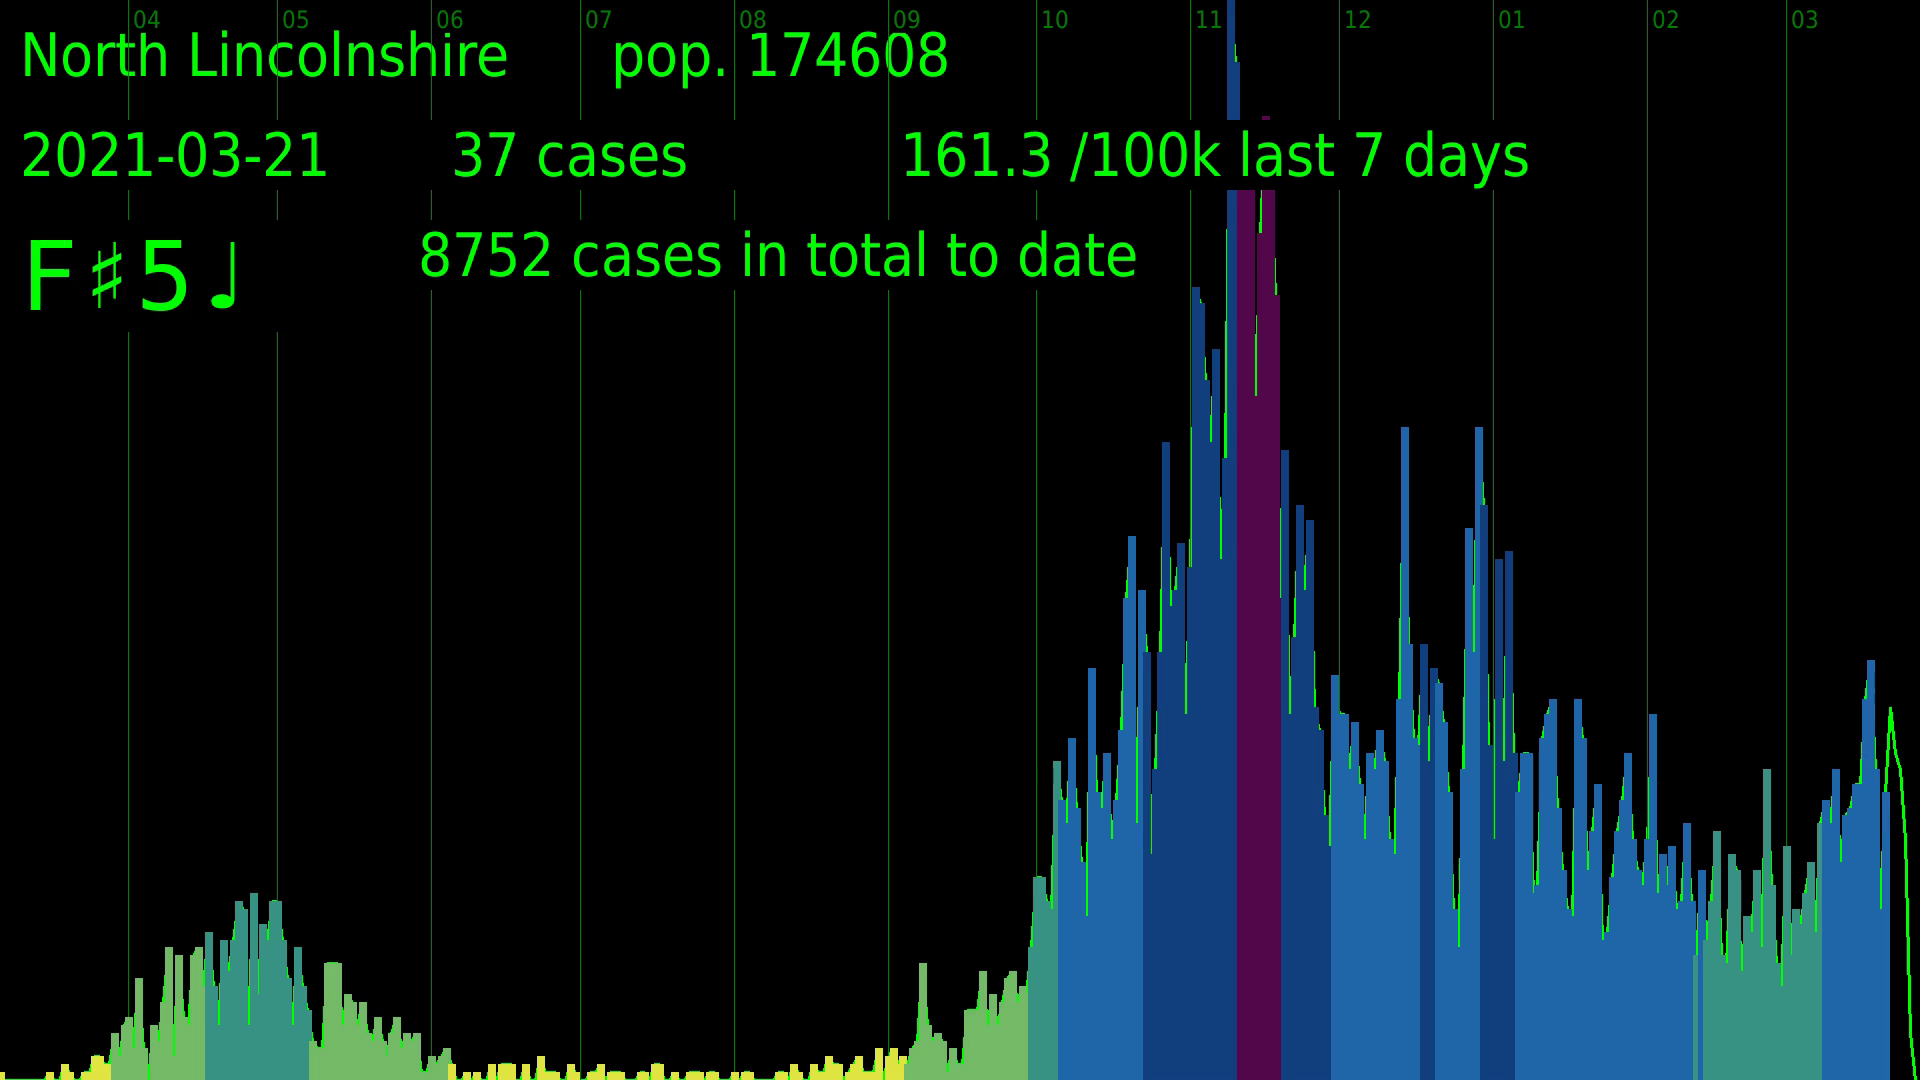 04 05 06 07 08 09 10 11 12 01 02 03
North Lincolnshire pop. 174608
2021-03-21 37 cases 161.3 /100k last 7 days
F♯5♩ 8752 cases in total to date